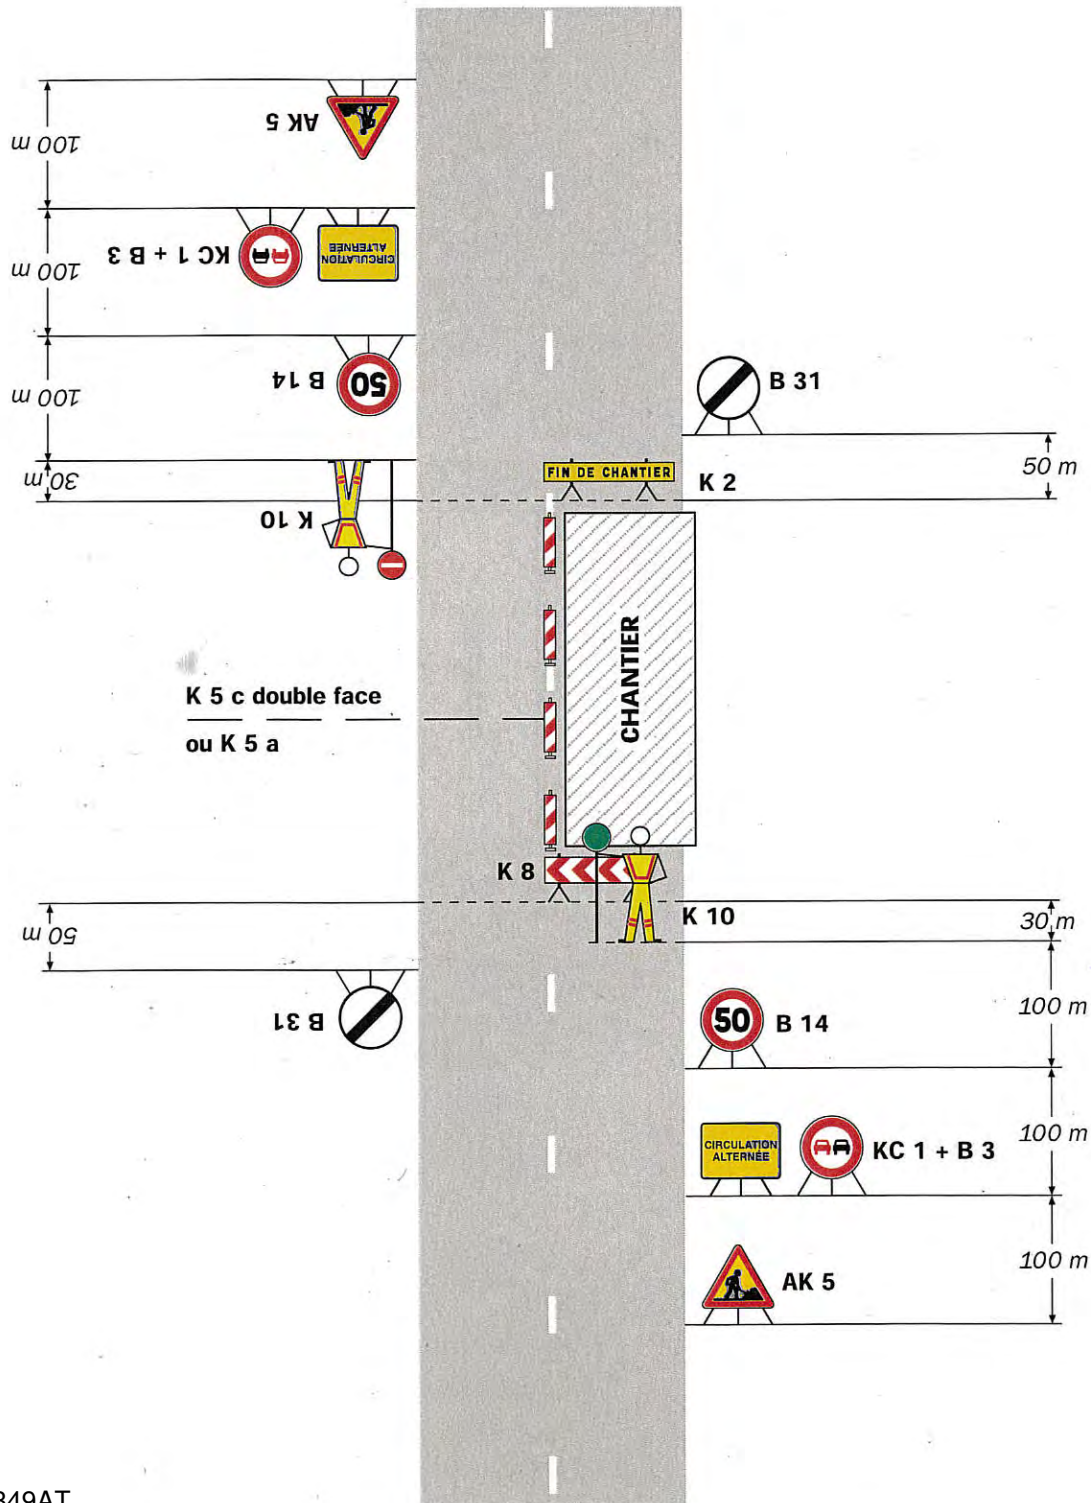 AK 5
100 m
CIRCULATION
ALTERNÉE
KC 1 + B 3
100 m
50
B 14
100 m
B 31
50 m
30 m
FIN DE CHANTIER
K 2
K 10
CHANTIER
K 5 c double face
ou K 5 a
K 8
K 10
30 m
50 m
B 31
50
B 14
100 m
CIRCULATION
ALTERNÉE
KC 1 + B 3
100 m
AK 5
100 m
849AT